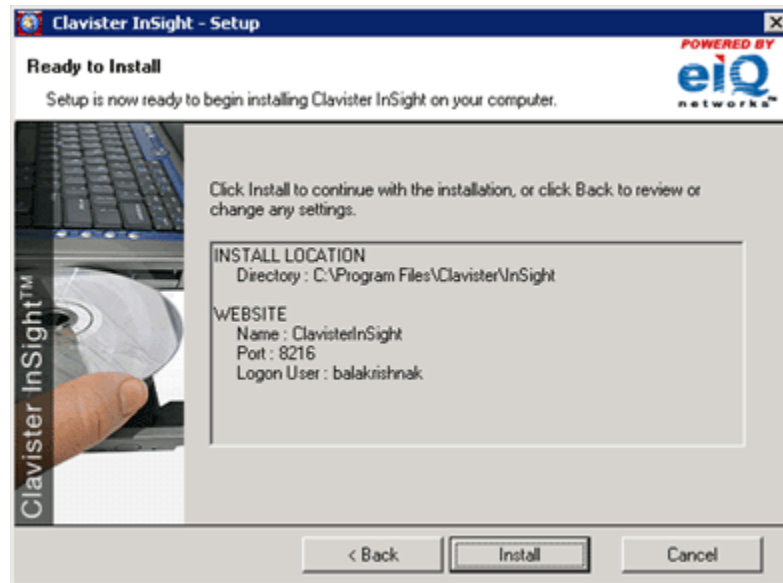 Clavister InSight - Setup
POWERED BY
eiQ
networks™
Ready to Install
Setup is now ready to begin installing Clavister InSight on your computer.
Click Install to continue with the installation, or click Back to review or
change any settings.
INSTALL LOCATION
Directory : C:\Program Files\Clavister\InSight
WEBSITE
Name : ClavisterInSight
Port : 8216
Logon User : balakrishnak
Clavister InSight™
< Back
Install
Cancel